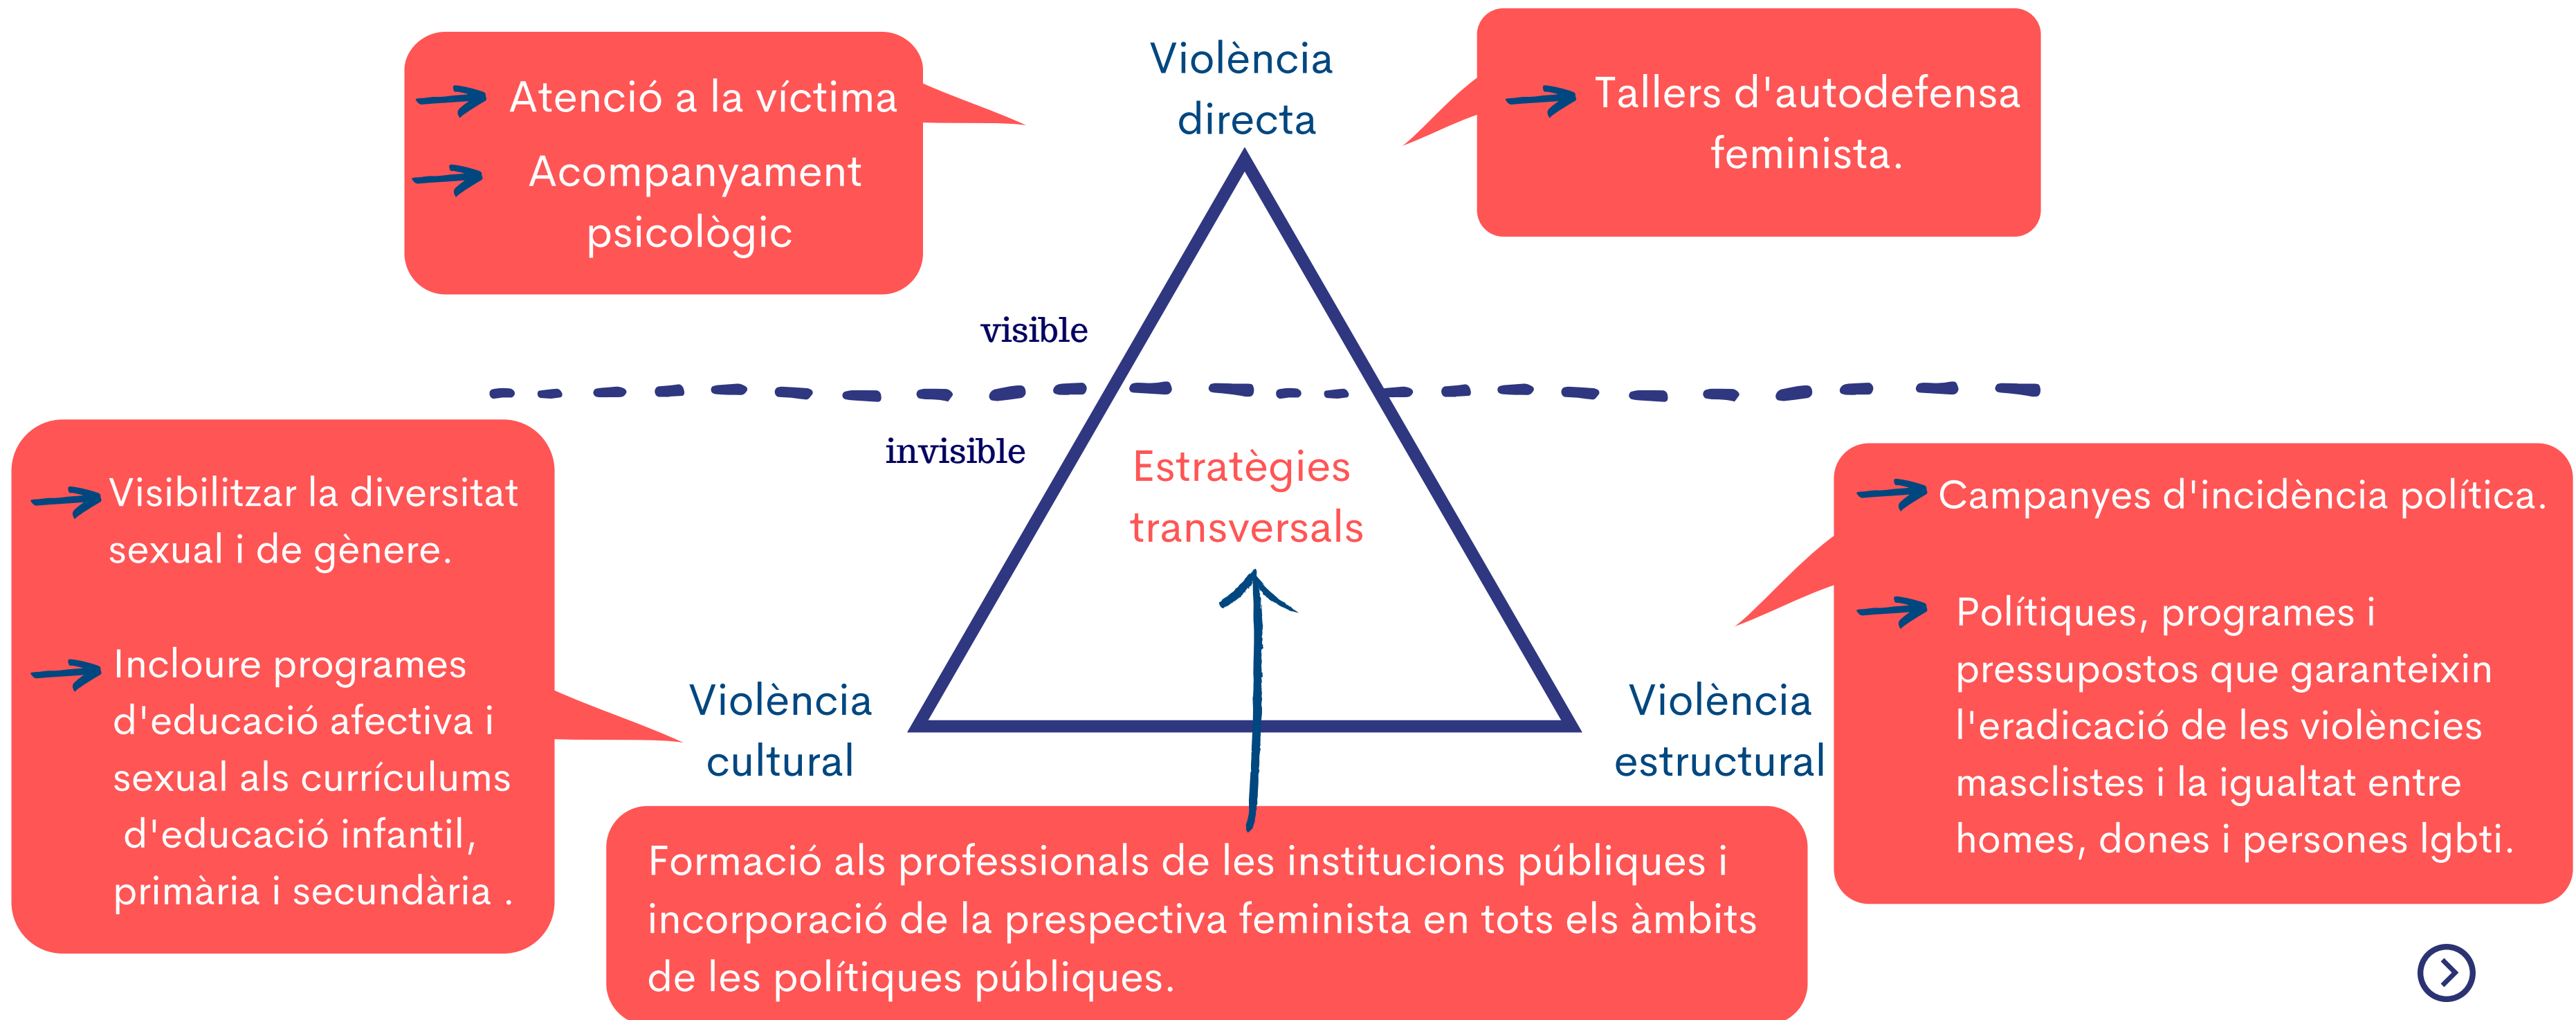 Atenció a la víctima
Acompanyament
psicològic
Violència
directa
Tallers d'autodefensa
feminista.
visible
invisible
Visibilitzar la diversitat
sexual i de gènere.
Incloure programes
d'educació afectiva i
sexual als currículums
d'educació infantil,
primària i secundària .
Estratègies
transversals
Violència
cultural
Violència
estructural
Campanyes d'incidència política.
Polítiques, programes i
pressupostos que garanteixin
l'eradicació de les violències
masclistes i la igualtat entre
homes, dones i persones lgbti.
Formació als professionals de les institucions públiques i
incorporació de la prespectiva feminista en tots els àmbits
de les polítiques públiques.